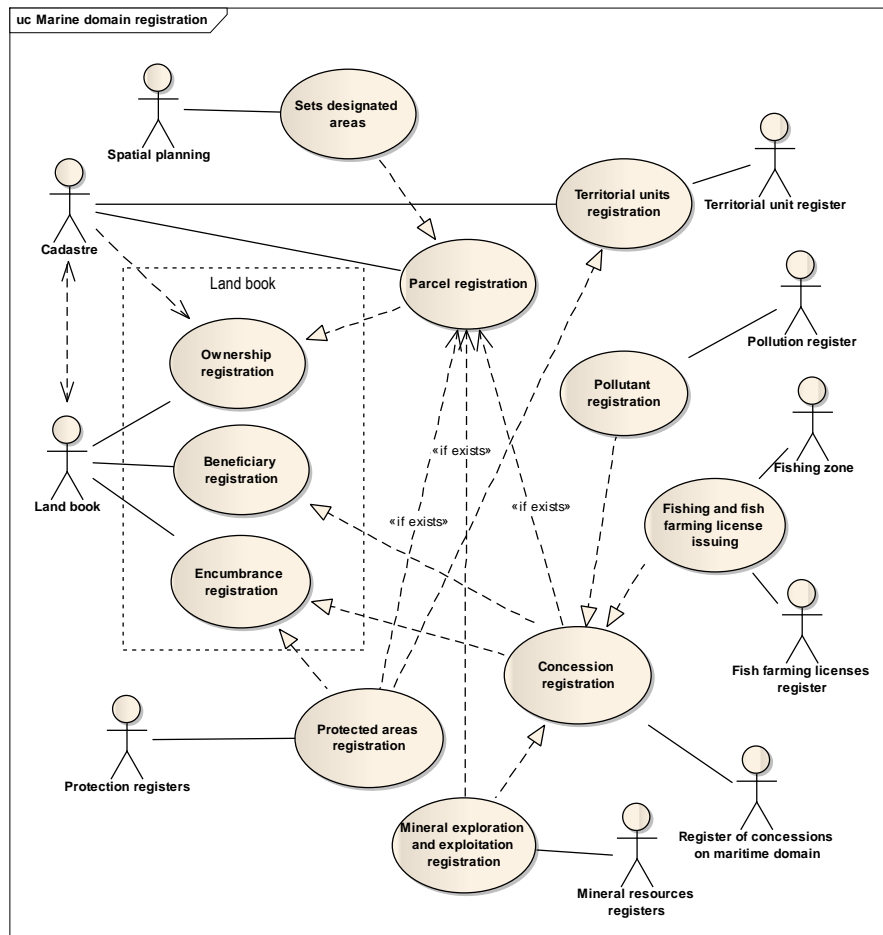 uc Marine domain registration
Spatial planning
Sets designated
areas
Territorial units
registration
Territorial unit register
Cadastre
Parcel registration
Land book
Ownership
registration
Pollution register
Pollutant
registration
Fishing zone
«if exists»
Beneficiary
registration
Land book
«if exists»
«if exists»
Fishing and fish
farming license
issuing
Encumbrance
registration
Fish farming licenses
register
Concession
registration
Protected areas
registration
Protection registers
Register of concessions
on maritime domain
Mineral exploration
and exploitation
registration
Mineral resources
registers